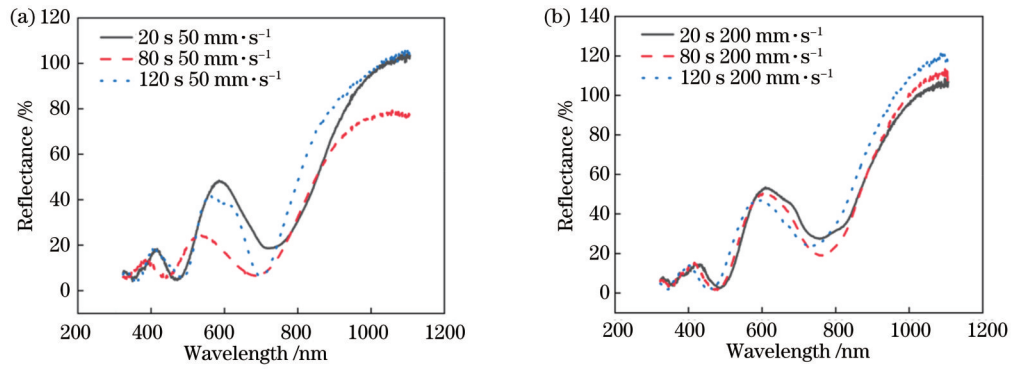 (a)
120
100
80
60
40
20
0
Reflectance /%
20 s 50 mm·s⁻¹
80 s 50 mm·s⁻¹
120 s 50 mm·s⁻¹
200 400 600 800 1000 1200
Wavelength /nm
(b)
140
120
100
80
60
40
20
0
Reflectance /%
20 s 200 mm·s⁻¹
80 s 200 mm·s⁻¹
120 s 200 mm·s⁻¹
200 400 600 800 1000 1200
Wavelength /nm